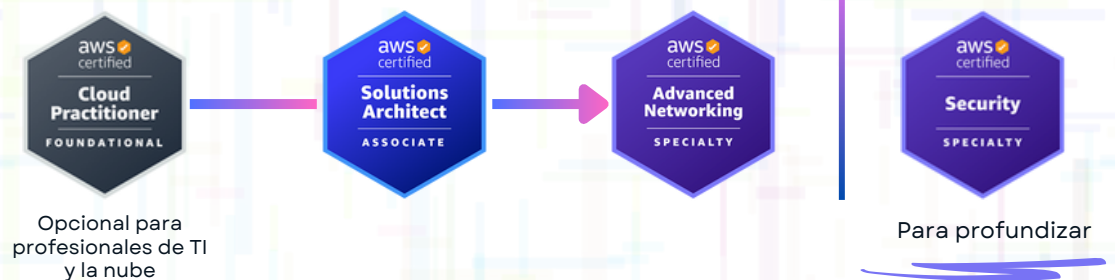 aws
certified
Cloud
Practitioner
FOUNDATIONAL
Opcional para
profesionales de TI
y la nube
aws
certified
Solutions
Architect
ASSOCIATE
aws
certified
Advanced
Networking
SPECIALTY
aws
certified
Security
SPECIALTY
Para profundizar